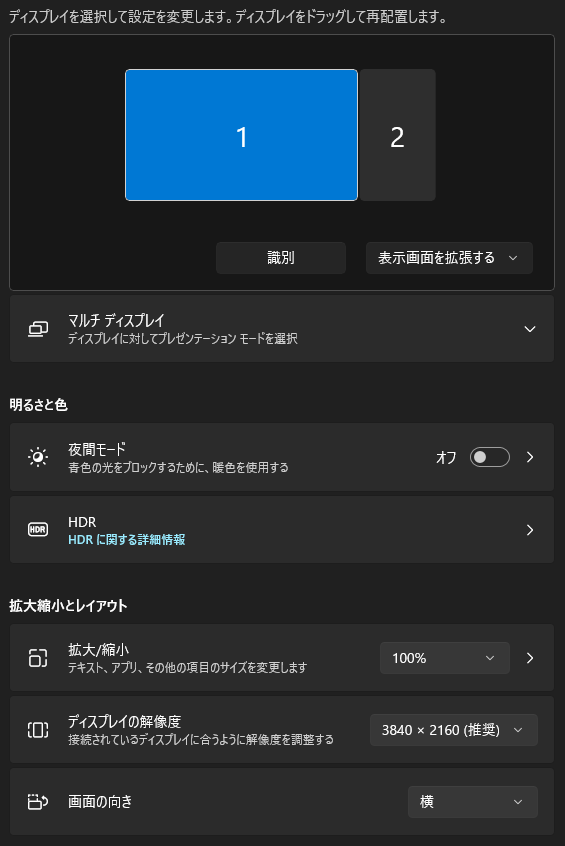 ディスプレイを選択して設定を変更します。ディスプレイをドラッグして再配置します。
1
2
識別
表示画面を拡張する
マルチ ディスプレイ
ディスプレイに対してプレゼンテーション モードを選択
明るさと色
夜間モード
青色の光をブロックするために、暖色を使用する
オフ
HDR
HDR
HDR に関する詳細情報
拡大縮小とレイアウト
拡大/縮小
テキスト、アプリ、その他の項目のサイズを変更します
100%
ディスプレイの解像度
接続されているディスプレイに合うように解像度を調整する
3840 × 2160 (推奨)
画面の向き
横